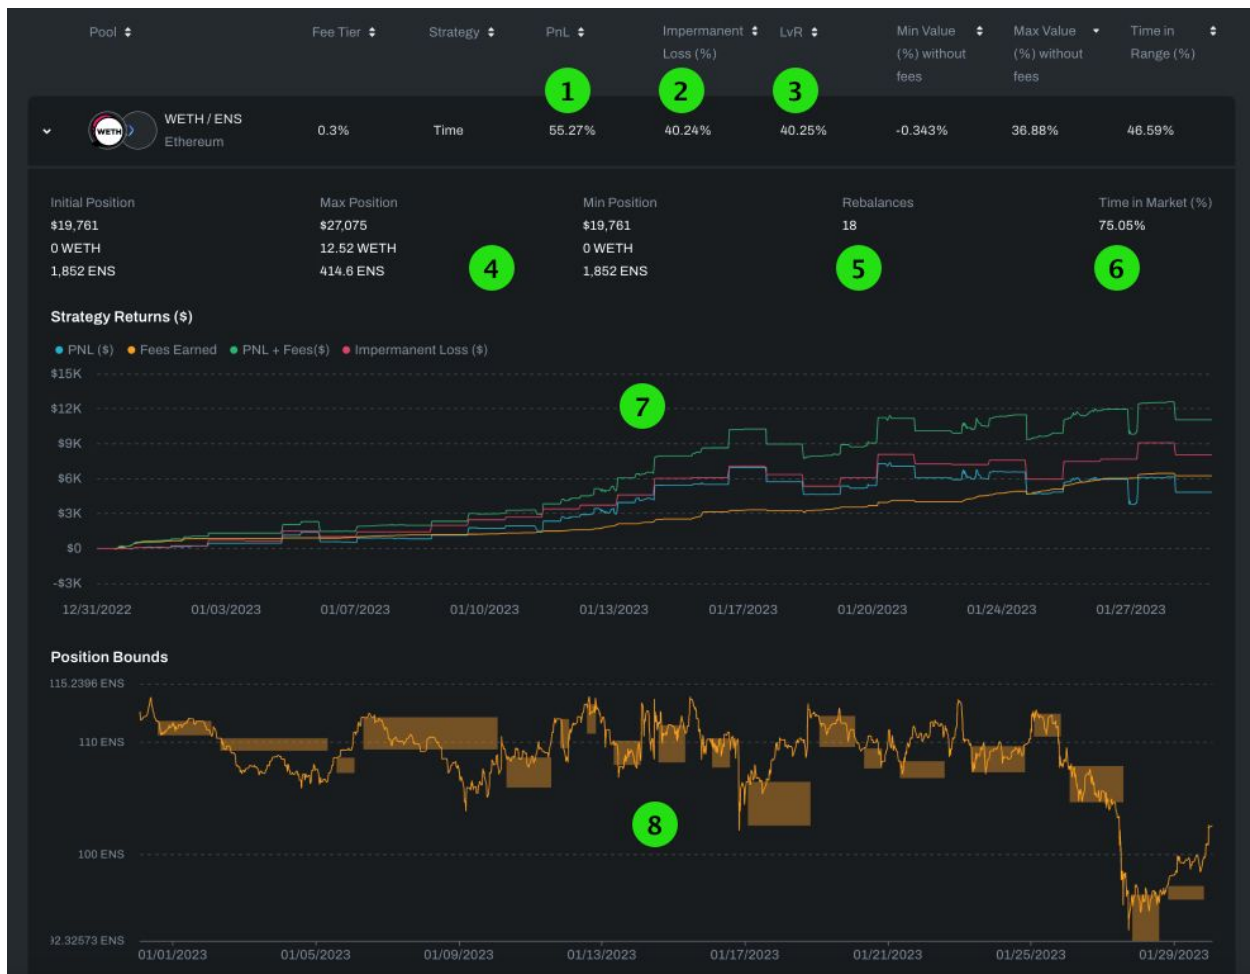 Pool Fee Tier Strategy PnL Impermanent LvR Min Value Max Value Time in
Loss (%) (%) without (%) without Range (%)
fees fees
1 2 3
WETH / ENS
WETH 0.3% Time 55.27% 40.24% 40.25% -0.343% 36.88% 46.59%
Ethereum
Initial Position Max Position Min Position Rebalances Time in Market (%)
$19,761 $27,075 $19,761 18 75.05%
0 WETH 12.52 WETH 0 WETH
1,852 ENS 414.6 ENS 4 1,852 ENS 5 6
Strategy Returns ($)
PNL ($) Fees Earned PNL + Fees($) Impermanent Loss ($)
$15K
$12K 7
$9K
$6K
$3K
$0
-$3K
12/31/2022 01/03/2023 01/07/2023 01/10/2023 01/13/2023 01/17/2023 01/20/2023 01/24/2023 01/27/2023
Position Bounds
115.2396 ENS
110 ENS
8
100 ENS
92.32573 ENS
01/01/2023 01/05/2023 01/09/2023 01/13/2023 01/17/2023 01/21/2023 01/25/2023 01/29/2023